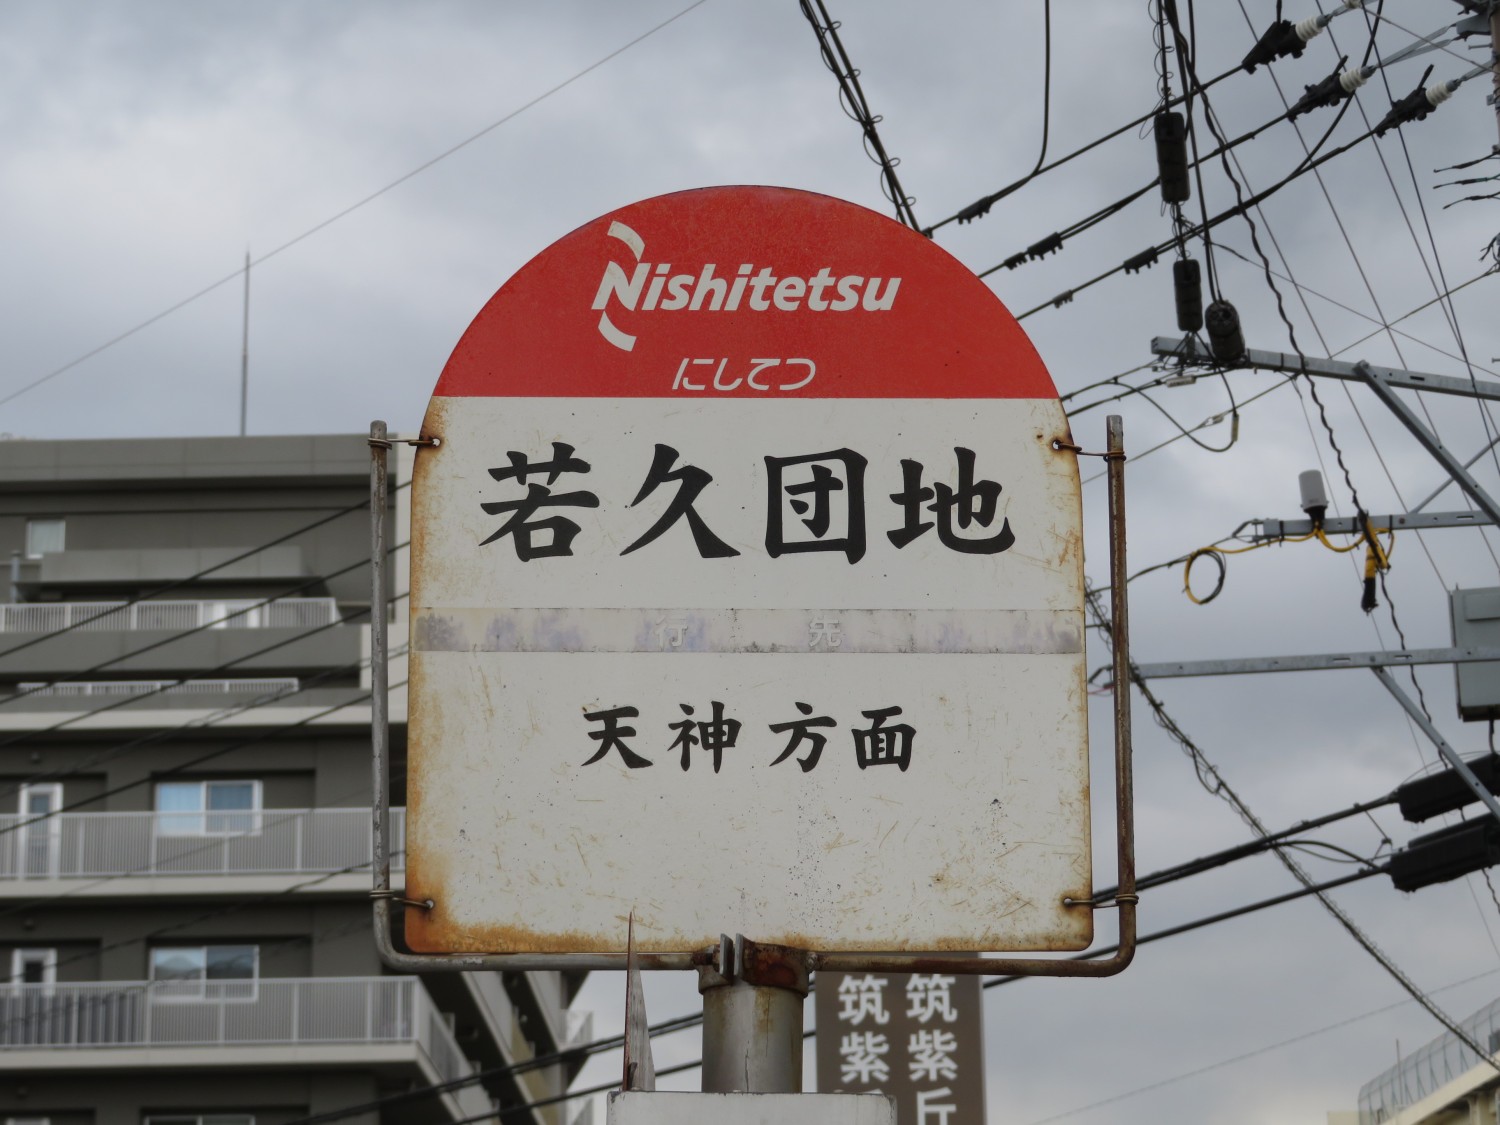 Nishitetsu
にしてつ
若久団地
行先
天神方面
筑紫丘
筑紫